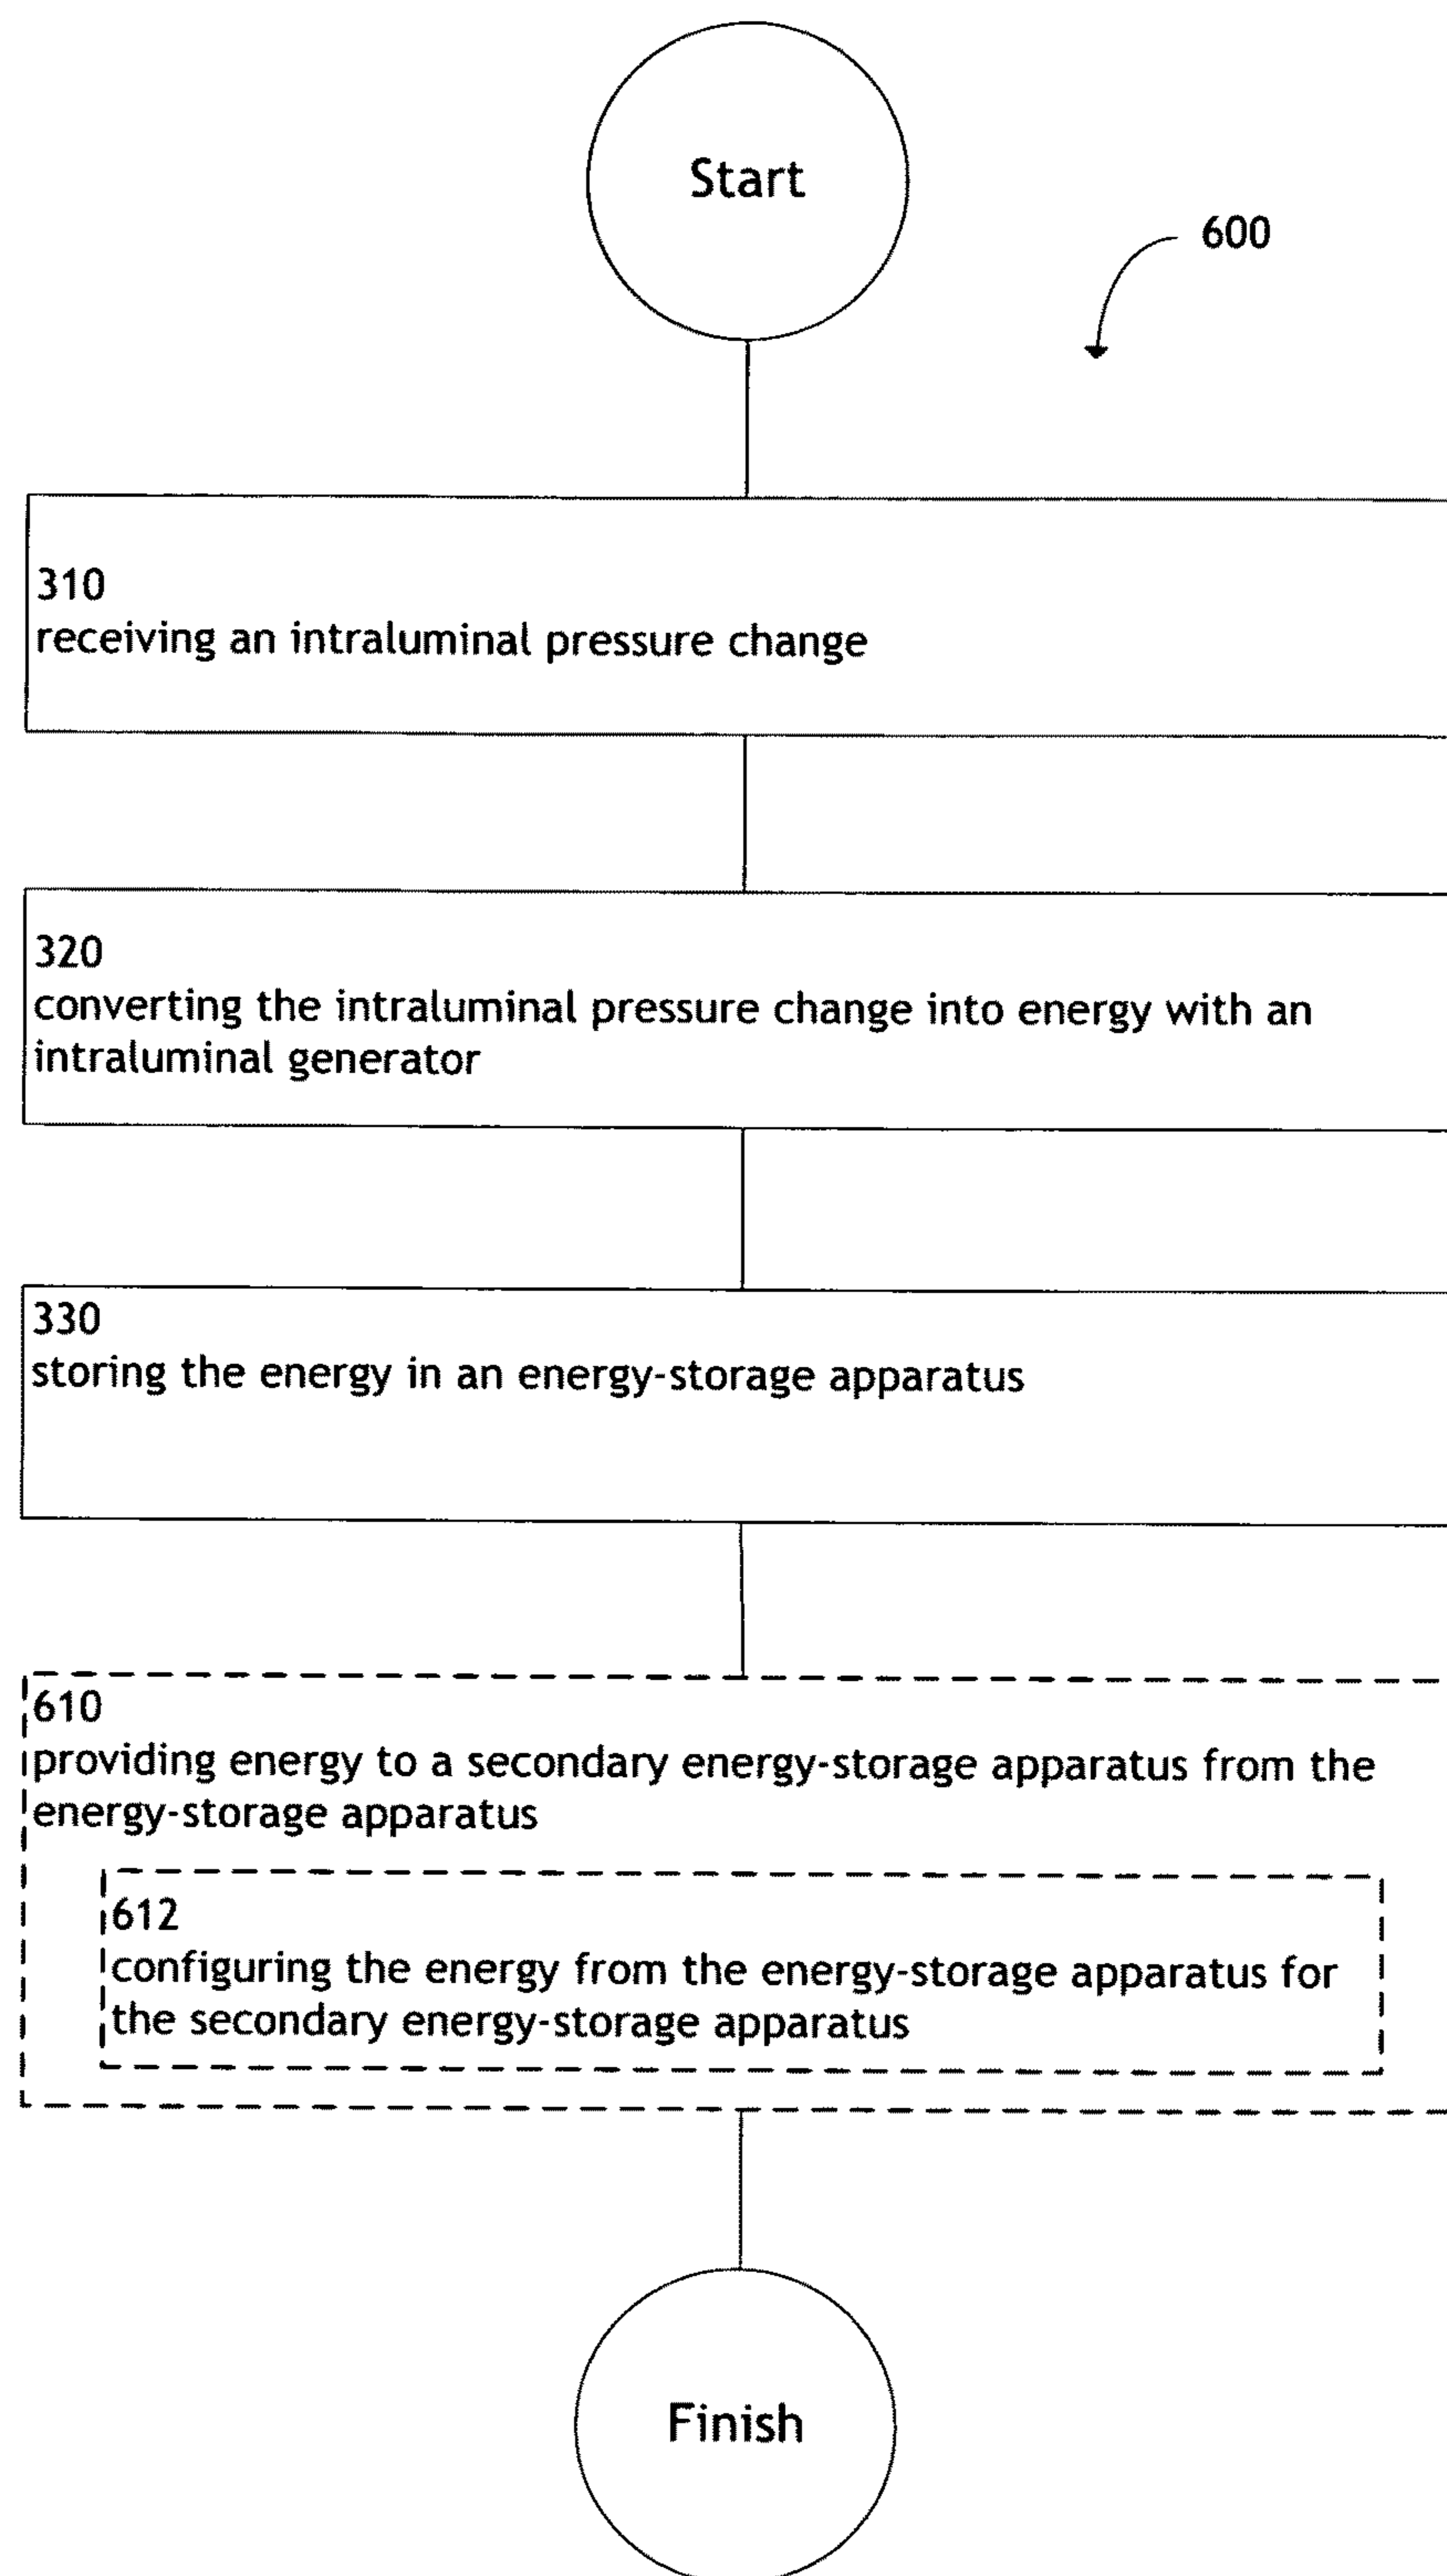 Start
600
310
receiving an intraluminal pressure change
320
converting the intraluminal pressure change into energy with an
intraluminal generator
330
storing the energy in an energy-storage apparatus
610
providing energy to a secondary energy-storage apparatus from the
energy-storage apparatus
612
configuring the energy from the energy-storage apparatus for
the secondary energy-storage apparatus
Finish